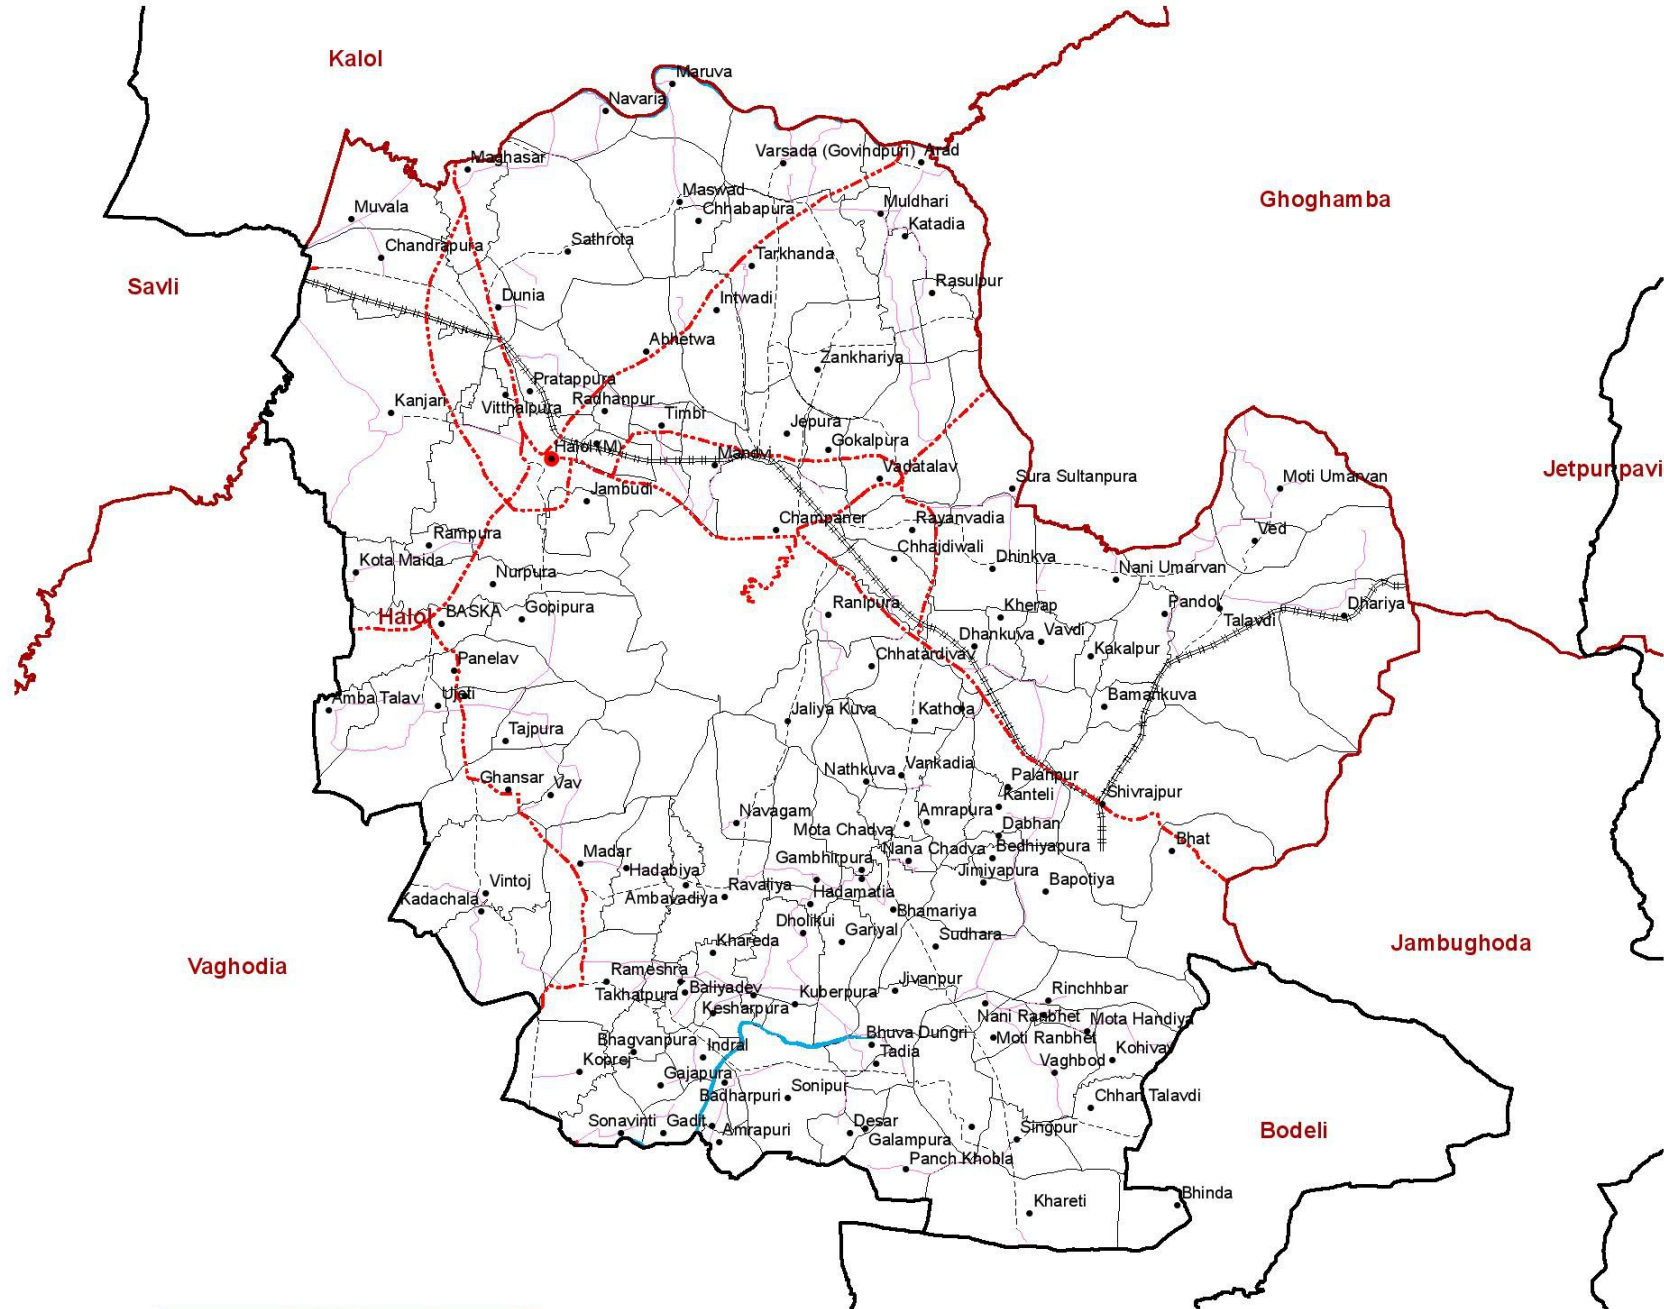 Kalol
Maruva
Navaria
Maghasar
Varsada (Govindpuri)
Arad
Maswad
Chhabapura
Muldhari
Katadia
Ghoghamba
Muvala
Chandrapura
Sathrota
Tarkhanda
Savli
Dunia
Intwadi
Rasulpur
Abhetwa
Zankhariya
Pratappura
Radhanpur
Kanjari
Vitthalpura
Timbi
Jepura
Gokalpura
Halol (M)
Mandvi
Vadatalav
Sura Sultanpura
Moti Umarvan
Jetpurpavi
Jambudi
Champaner
Rayanvadia
Ved
Rampura
Kota Maida
Chhajdiwali
Dhinkva
Nani Umarvan
Nurpura
Halol
BASKA
Gopipura
Ranipura
Kherap
Pandol
Talavdi
Dhariya
Dhankuva
Vavdi
Panelav
Chhatardivav
Kakalpur
Amba Talav
Ujeti
Jaliya Kuva
Kathola
Bamankuva
Tajpura
Ghansar
Vav
Nathkuva
Vankadia
Palanpur
Kanteli
Shivrajpur
Navagam
Mota Chadva
Amrapura
Dabhan
Bhat
Madar
Hadabiya
Gambhirpura
Nana Chadva
Bedhiyapura
Jimiyapura
Bapotiya
Vintoj
Kadachala
Ambavadiya
Ravaliya
Hadamatia
Bhamariya
Dholikui
Gariyal
Sudhara
Jambughoda
Khareda
Vaghodia
Rameshra
Takhatpura
Baliyadev
Kesharpura
Kuberpura
Jivanpur
Rinchhbar
Nani Ranbhet
Mota Handiya
Bhuva Dungri
Moti Ranbhet
Bhagvanpura
Indral
Tadia
Kohivav
Koprej
Gajapura
Vaghbod
Badharpuri
Sonipur
Chhan Talavdi
Sonavinti
Gadit
Amrapuri
Desar
Galampura
Singpur
Bodeli
Panch Khobla
Khareti
Bhinda